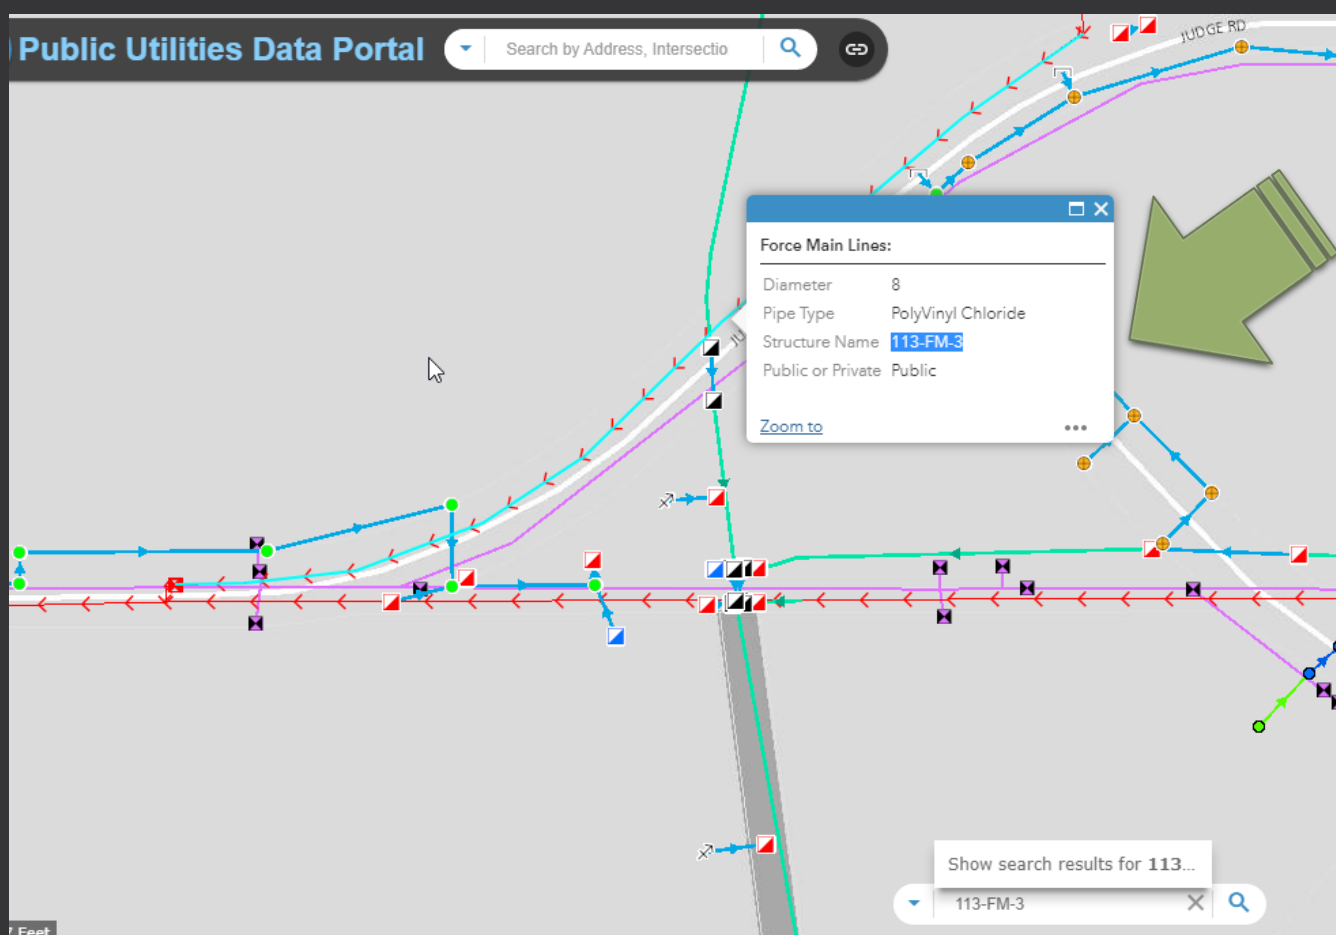 Public Utilities Data Portal
Search by Address, Intersectio
JUDGE RD
Force Main Lines:
Diameter 8
Pipe Type PolyVinyl Chloride
Structure Name 113-FM-3
Public or Private Public
JU
Zoom to
Show search results for 113...
113-FM-3
Feet